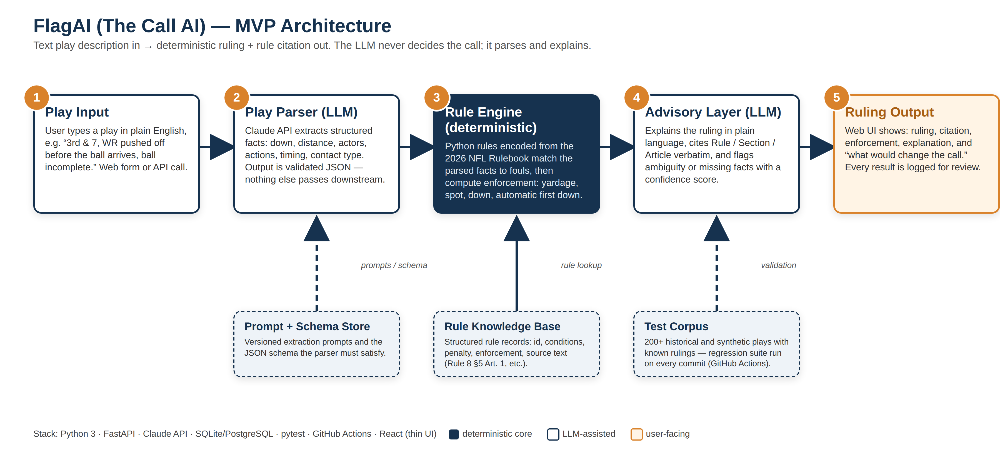 FlagAI (The Call AI) — MVP Architecture
Text play description in → deterministic ruling + rule citation out. The LLM never decides the call; it parses and explains.
1
Play Input
User types a play in plain English,
e.g. “3rd & 7, WR pushed off
before the ball arrives, ball
incomplete.” Web form or API call.
2
Play Parser (LLM)
Claude API extracts structured
facts: down, distance, actors,
actions, timing, contact type.
Output is validated JSON —
nothing else passes downstream.
3
Rule Engine
(deterministic)
Python rules encoded from the
2026 NFL Rulebook match the
parsed facts to fouls, then
compute enforcement: yardage,
spot, down, automatic first down.
4
Advisory Layer (LLM)
Explains the ruling in plain
language, cites Rule / Section /
Article verbatim, and flags
ambiguity or missing facts with a
confidence score.
5
Ruling Output
Web UI shows: ruling, citation,
enforcement, explanation, and
“what would change the call.”
Every result is logged for review.
prompts / schema
rule lookup
validation
Prompt + Schema Store
Versioned extraction prompts and the
JSON schema the parser must satisfy.
Rule Knowledge Base
Structured rule records: id, conditions,
penalty, enforcement, source text
(Rule 8 §5 Art. 1, etc.).
Test Corpus
200+ historical and synthetic plays with
known rulings — regression suite run
on every commit (GitHub Actions).
Stack: Python 3 · FastAPI · Claude API · SQLite/PostgreSQL · pytest · GitHub Actions · React (thin UI)
deterministic core
LLM-assisted
user-facing